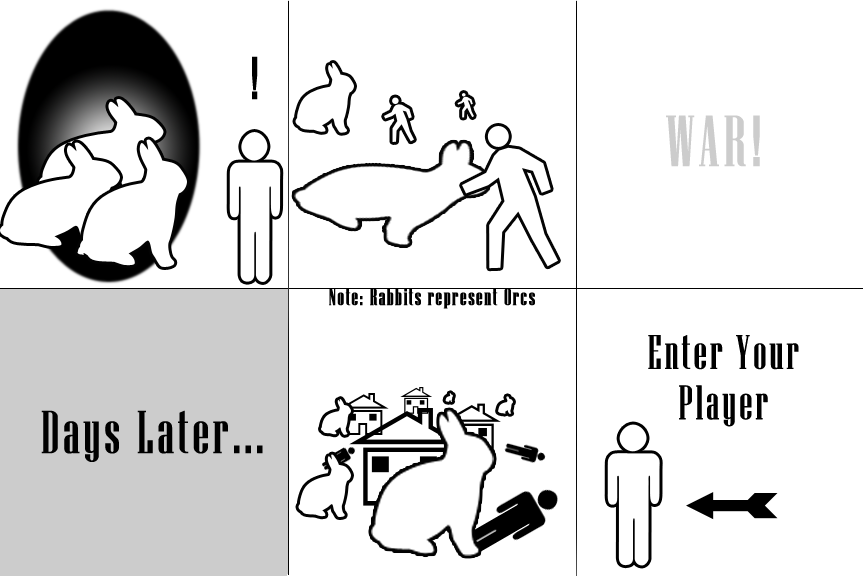 !
WAR!
Days Later...
Note: Rabbits represent Orcs
Enter Your
Player